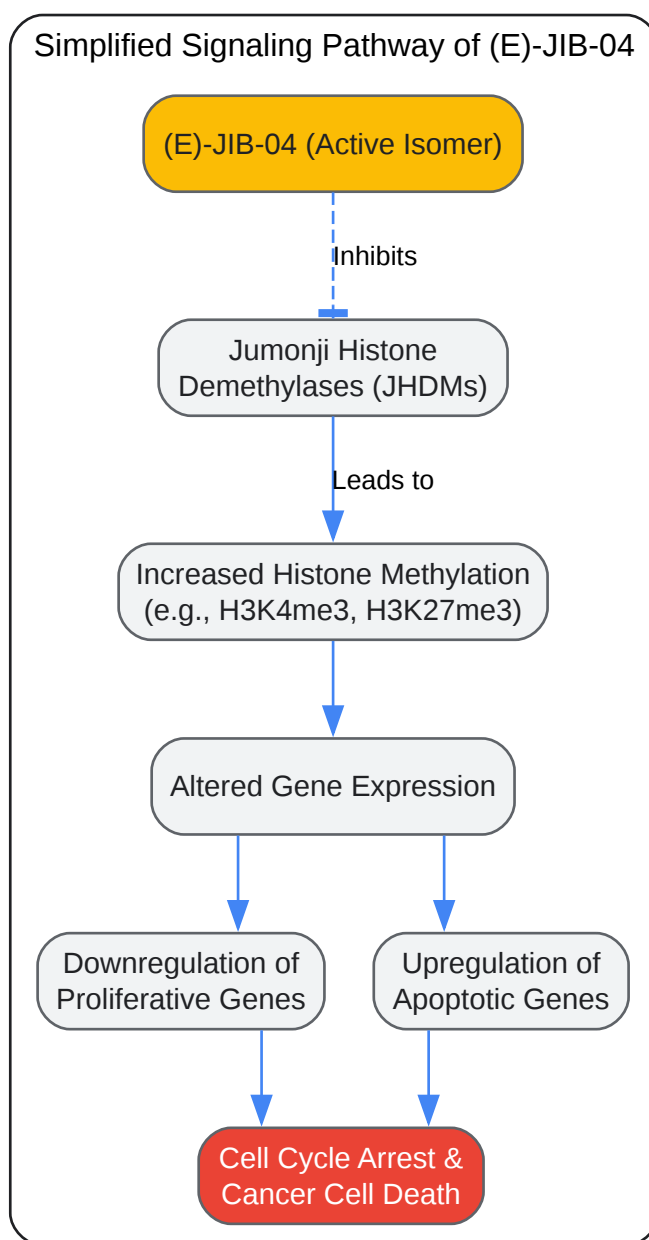 Simplified Signaling Pathway of (E)-JIB-04
(E)-JIB-04 (Active Isomer)
Inhibits
Jumonji Histone
Demethylases (JHDMs)
Leads to
Increased Histone Methylation
(e.g., H3K4me3, H3K27me3)
Altered Gene Expression
Downregulation of
Proliferative Genes
Upregulation of
Apoptotic Genes
Cell Cycle Arrest &
Cancer Cell Death